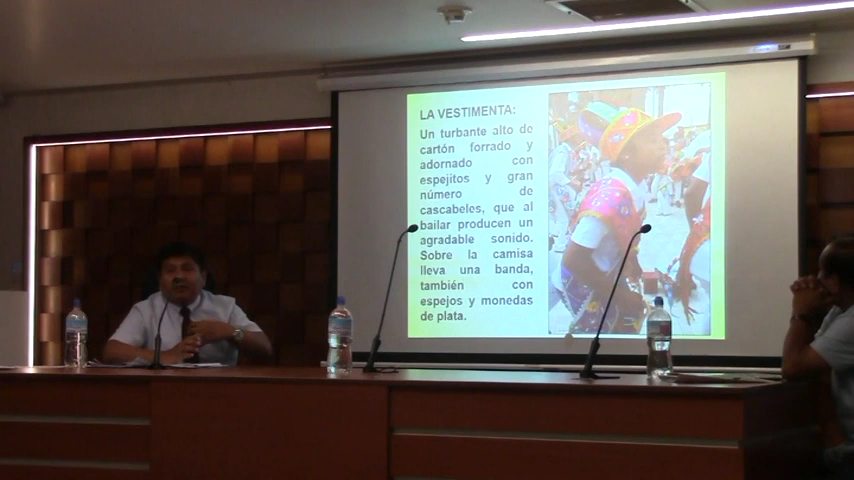 LA VESTIMENTA:
Un turbante alto de
cartón forrado y
adornado con
espejitos y gran
número de
cascabeles, que al
bailar producen un
agradable sonido.
Sobre la camisa
lleva una banda,
también con
espejos y monedas
de plata.